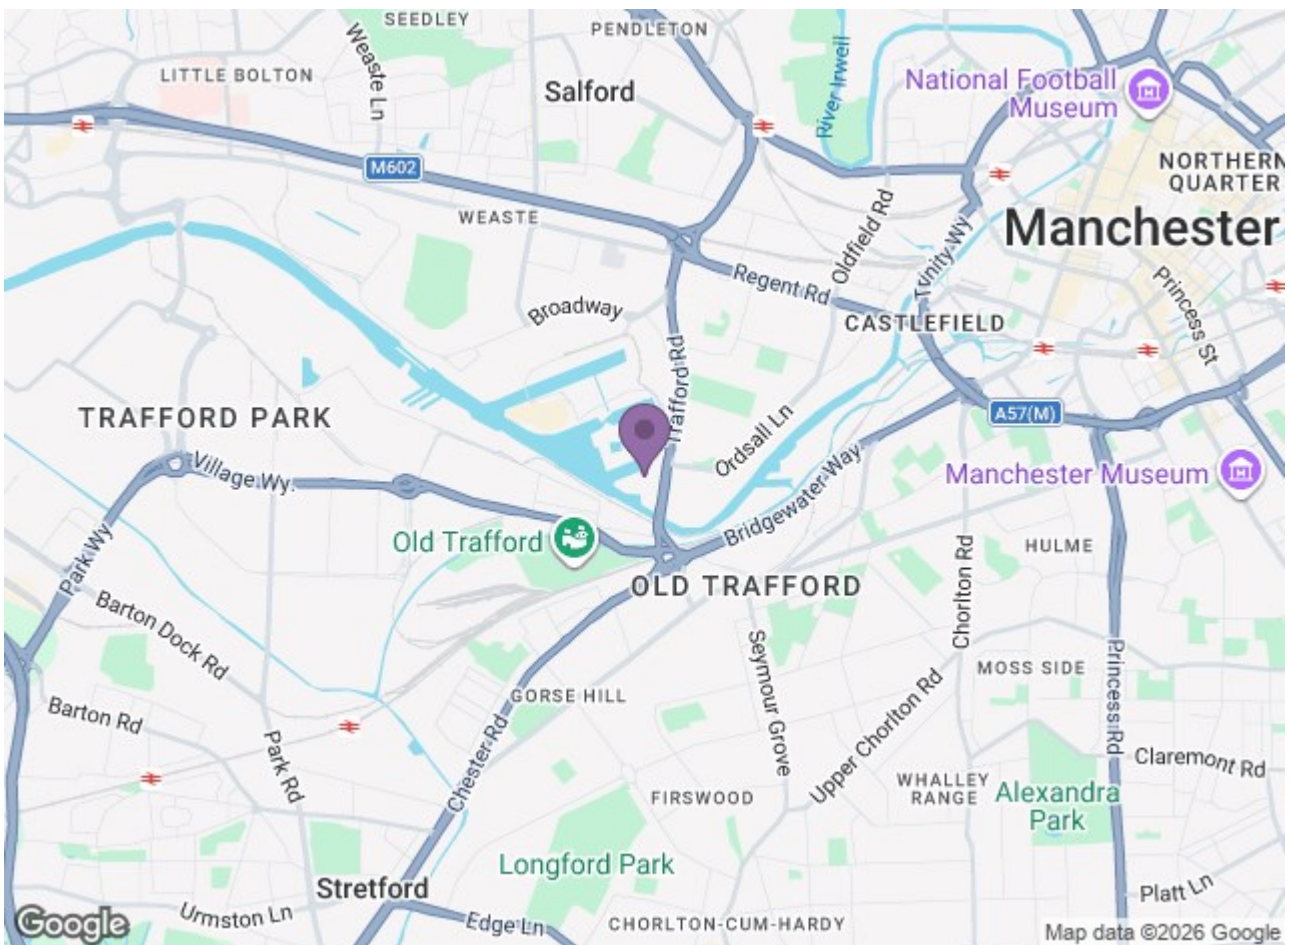 SEEDLEY
PENDLETON
Weaste Ln
LITTLE BOLTON
Salford
River Irwell
National Football
Museum
M602
NORTHERN
QUARTER
WEASTE
Oldfield Rd
Trinity Wy
Manchester
Regent Rd
Princess St
Broadway
CASTLEFIELD
Trafford Rd
TRAFFORD PARK
Ordsall Ln
A57(M)
Village Wy.
Bridgewater Way
Manchester Museum
Old Trafford
Park Wy
OLD TRAFFORD
HULME
Chorlton Rd
Barton Dock Rd
Seymour Grove
MOSS SIDE
Princess Rd
GORSE HILL
Upper Chorlton Rd
Barton Rd
Park Rd
Chester Rd
Claremont Rd
WHALLEY
RANGE
Alexandra
Park
FIRSWOOD
Longford Park
Stretford
Platt Ln
Urmston Ln
Edge Ln
CHORLTON-CUM-HARDY
Google
Map data ©2026 Google